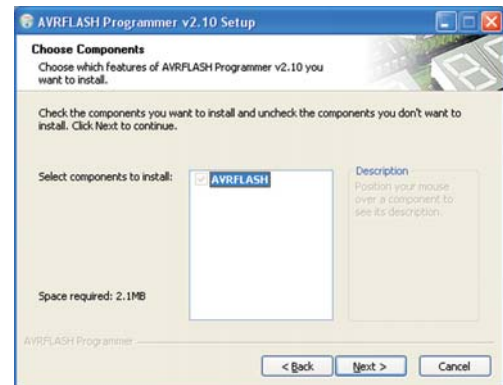 AVRFLASH Programmer v2.10 Setup
Choose Components
Choose which features of AVRFLASH Programmer v2.10 you
want to install.
Check the components you want to install and uncheck the components you don't want to
install. Click Next to continue.
Select components to install:
AVRFLASH
Description
Position your mouse
over a component to
see its description.
Space required: 2.1MB
AVRFLASH Programmer
< Back
Next >
Cancel